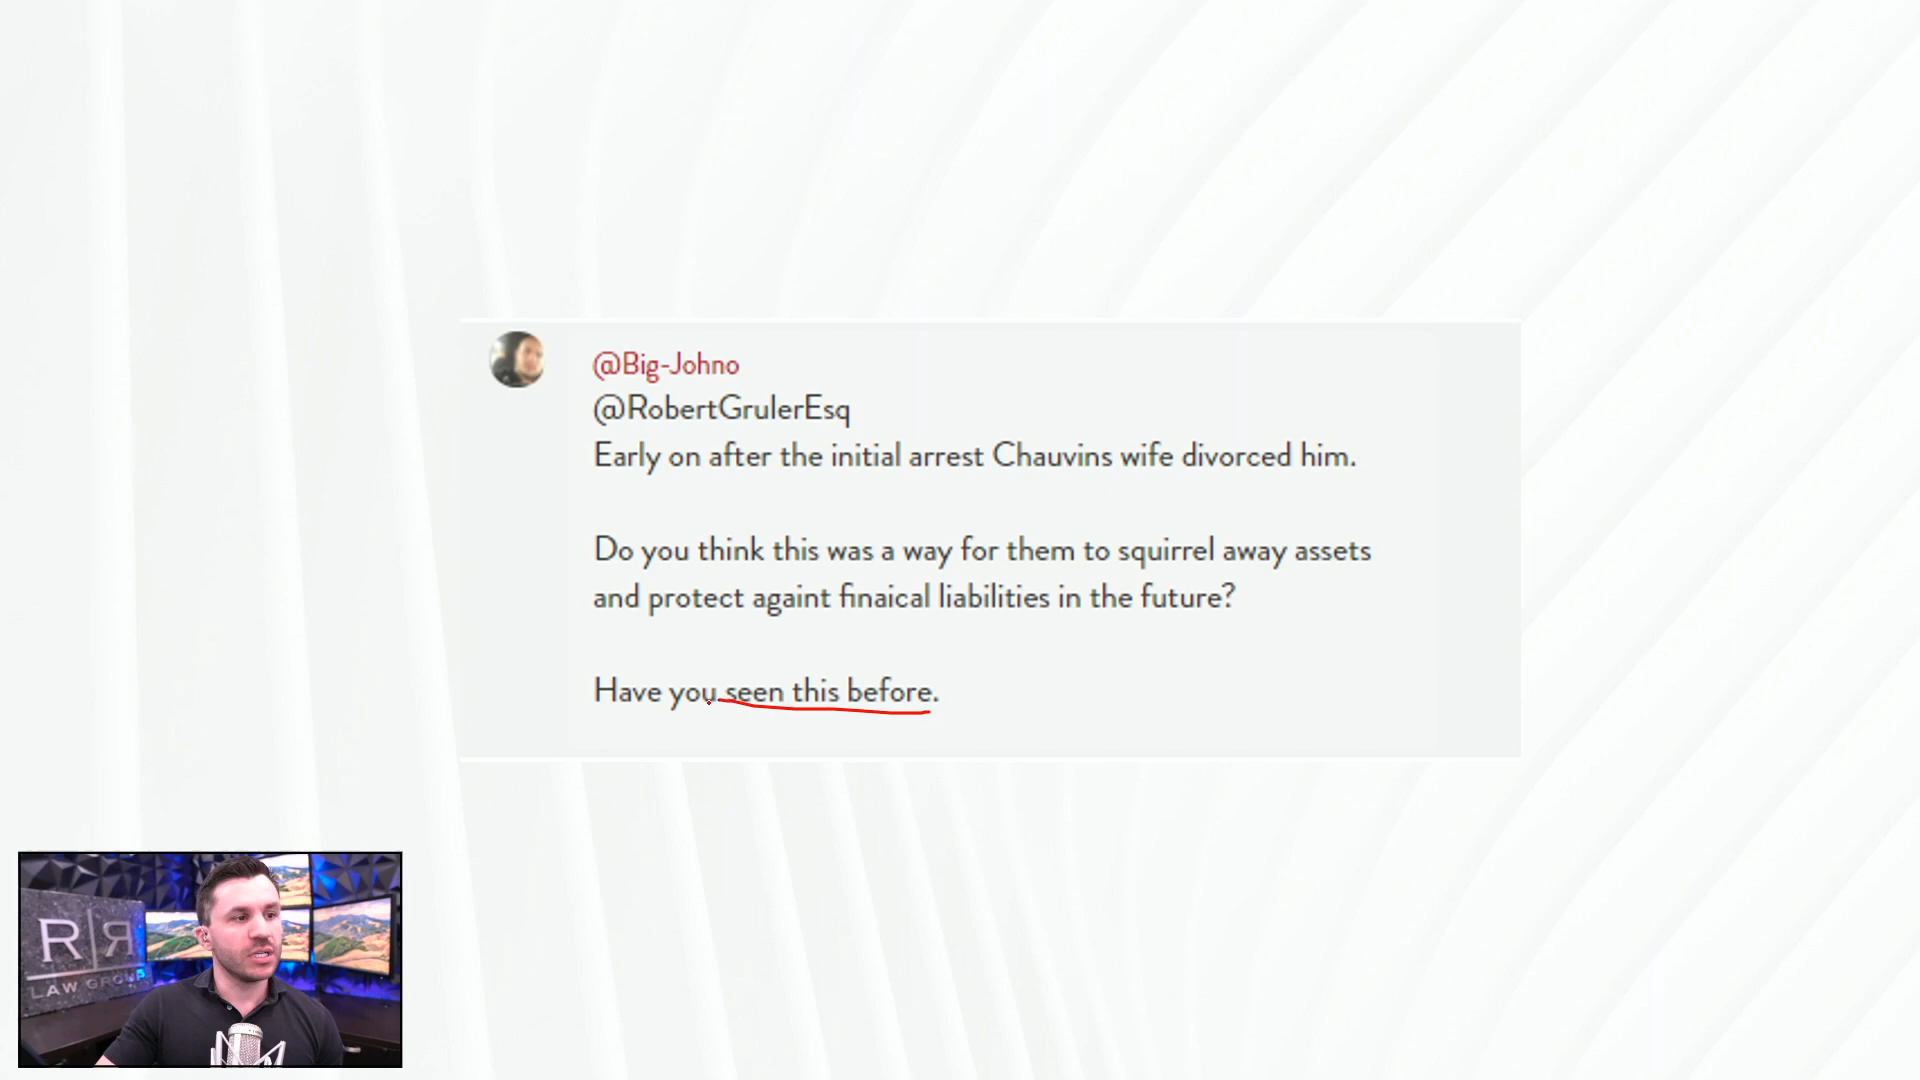 @Big-Johno
@RobertGrulerEsq
Early on after the initial arrest Chauvins wife divorced him.
Do you think this was a way for them to squirrel away assets
and protect againt finaical liabilities in the future?
Have you seen this before.
R|R
LAW GROUP